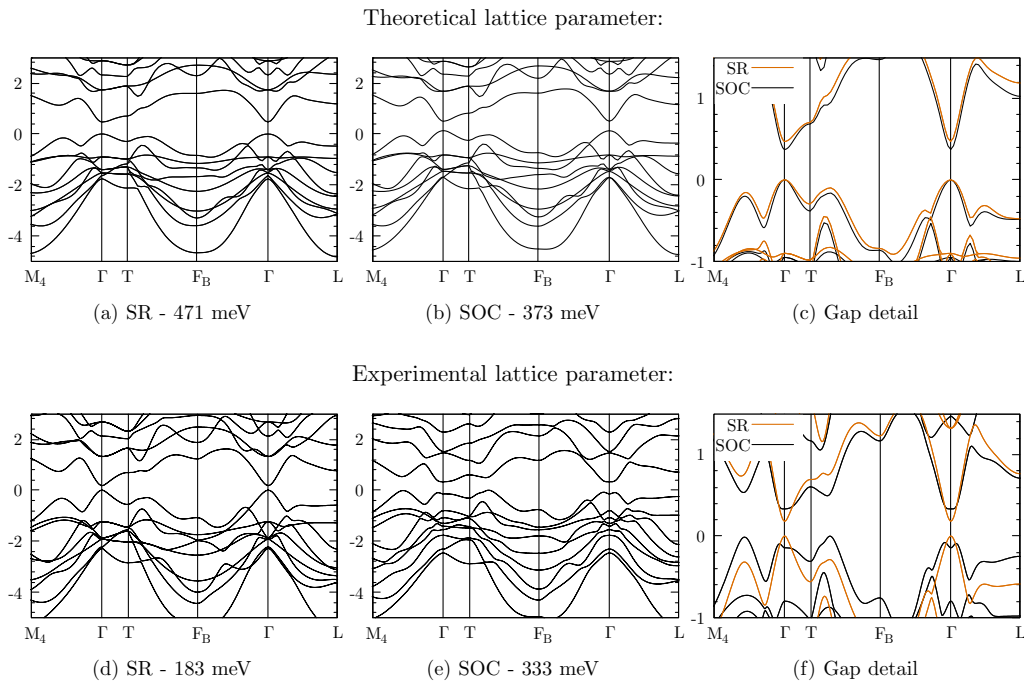 Theoretical lattice parameter:
2
0
-2
-4
M4 Γ T FB Γ L
(a) SR - 471 meV
2
0
-2
-4
M4 Γ T FB Γ L
(b) SOC - 373 meV
SR
SOC
1
0
-1
M4 Γ T FB Γ L
(c) Gap detail
Experimental lattice parameter:
2
0
-2
-4
M4 Γ T FB Γ L
(d) SR - 183 meV
2
0
-2
-4
M4 Γ T FB Γ L
(e) SOC - 333 meV
SR
SOC
1
0
-1
M4 Γ T FB Γ L
(f) Gap detail